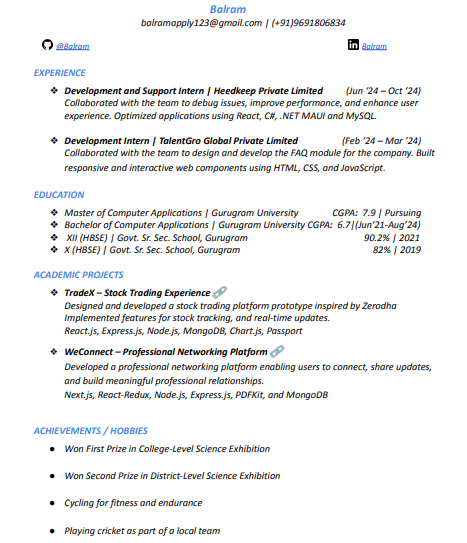 Balram
balramapply123@gmail.com | (+91)9691806834
@Balram
in Balram
EXPERIENCE
❖ Development and Support Intern | Heedkeep Private Limited (Jun '24 – Oct '24)
Collaborated with the team to debug issues, improve performance, and enhance user
experience. Optimized applications using React, C#, .NET MAUI and MySQL.
❖ Development Intern | TalentGro Global Private Limited (Feb '24 – Mar '24)
Collaborated with the team to design and develop the FAQ module for the company. Built
responsive and interactive web components using HTML, CSS, and JavaScript.
EDUCATION
❖ Master of Computer Applications | Gurugram University CGPA: 7.9 | Pursuing
❖ Bachelor of Computer Applications | Gurugram University CGPA: 6.7|(Jun'21-Aug'24)
❖ XII (HBSE) | Govt. Sr. Sec. School, Gurugram 90.2% | 2021
❖ X (HBSE) | Govt. Sr. Sec. School, Gurugram 82% | 2019
ACADEMIC PROJECTS
❖ TradeX – Stock Trading Experience
Designed and developed a stock trading platform prototype inspired by Zerodha
Implemented features for stock tracking, and real-time updates.
React.js, Express.js, Node.js, MongoDB, Chart.js, Passport
❖ WeConnect – Professional Networking Platform
Developed a professional networking platform enabling users to connect, share updates,
and build meaningful professional relationships.
Next.js, React-Redux, Node.js, Express.js, PDFKit, and MongoDB
ACHIEVEMENTS / HOBBIES
● Won First Prize in College-Level Science Exhibition
● Won Second Prize in District-Level Science Exhibition
● Cycling for fitness and endurance
● Playing cricket as part of a local team